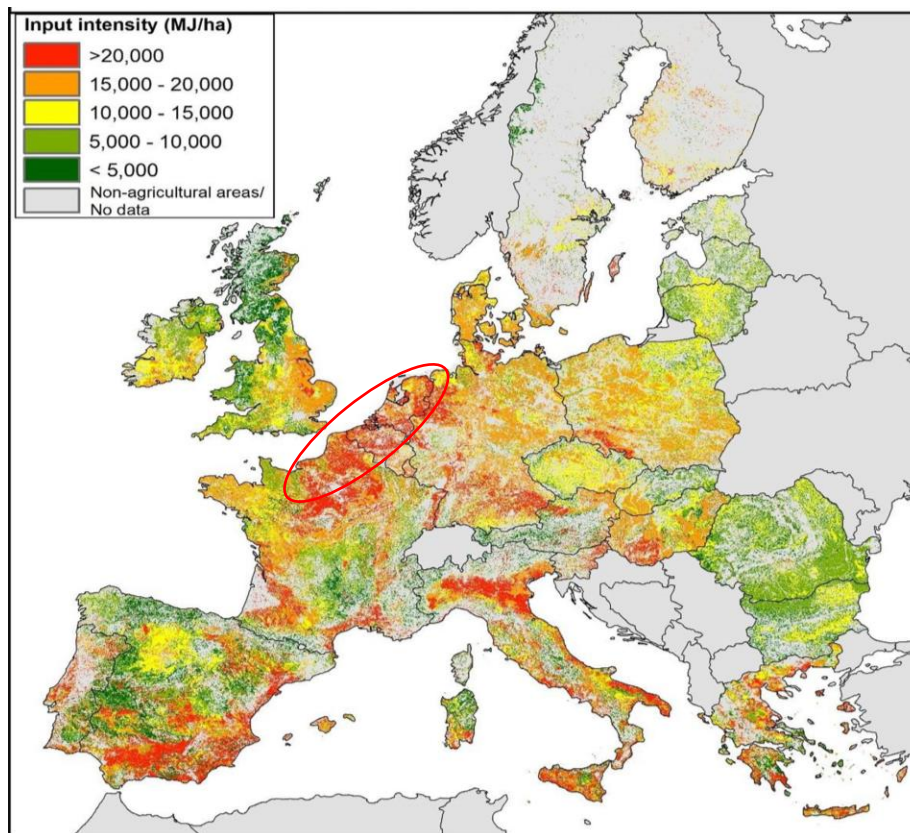 Input intensity (MJ/ha)
>20,000
15,000 - 20,000
10,000 - 15,000
5,000 - 10,000
< 5,000
Non-agricultural areas/
No data